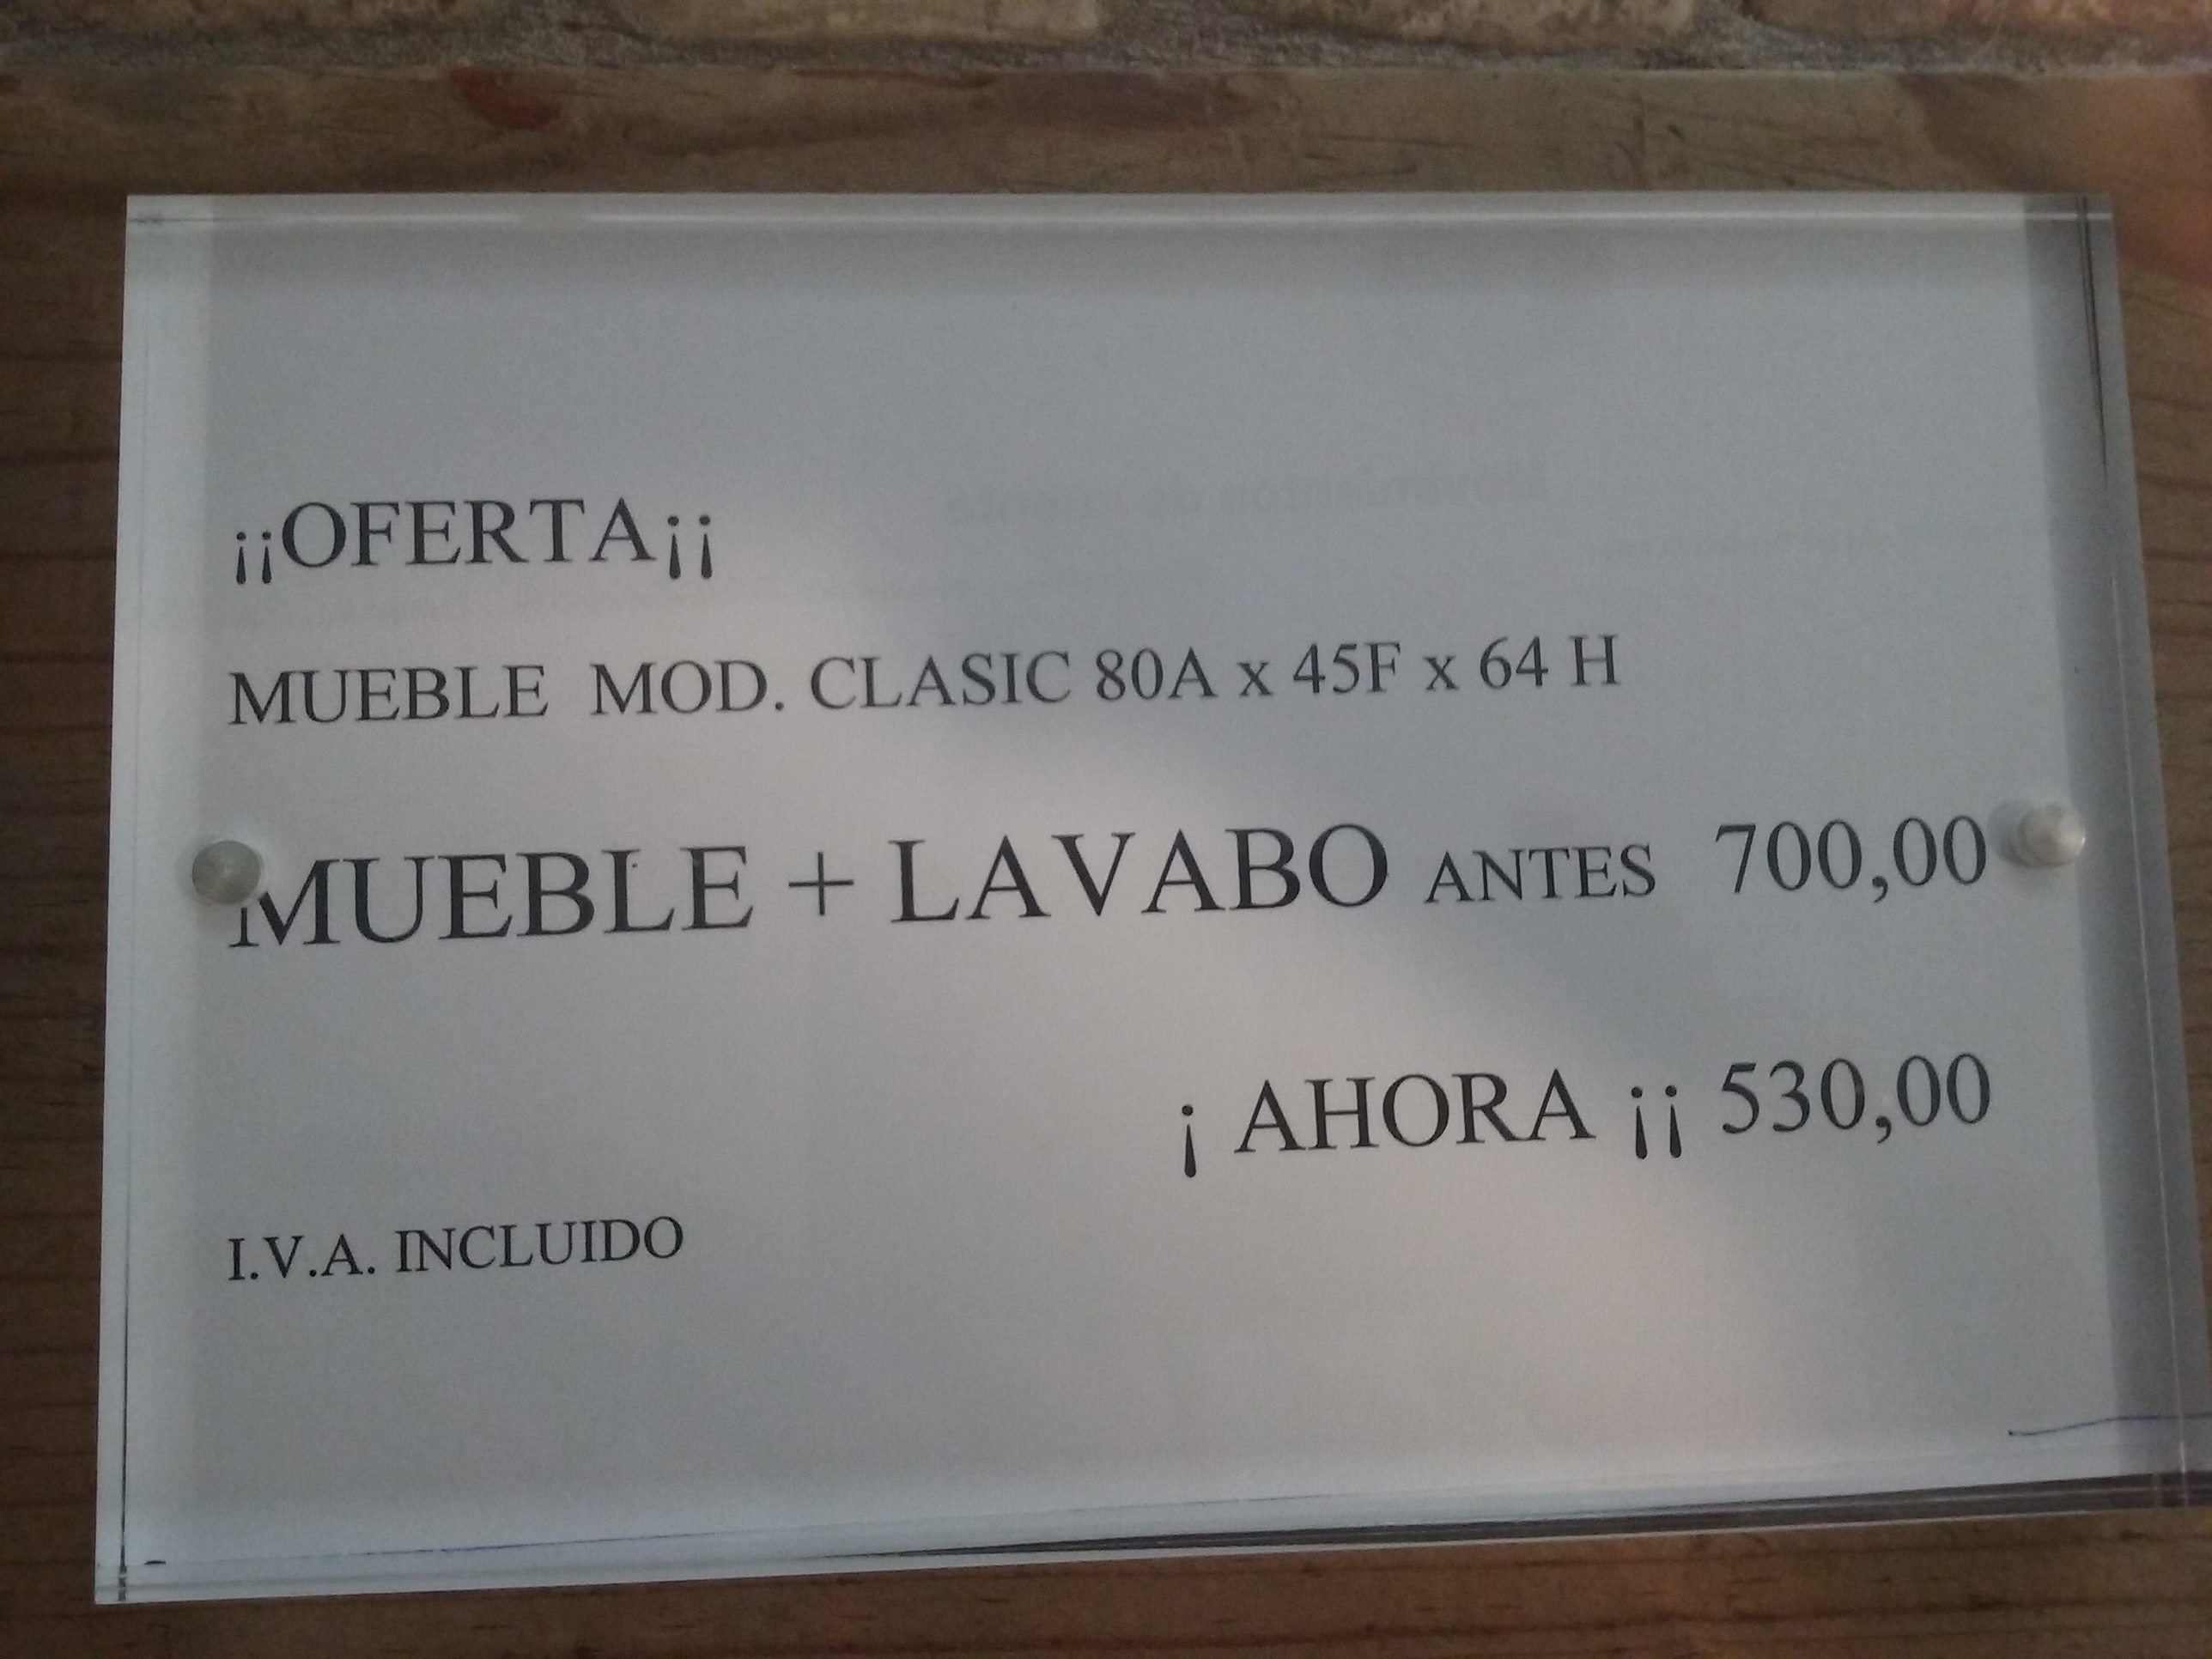 ¡¡OFERTA¡¡
MUEBLE MOD. CLASIC 80A x 45F x 64 H
MUEBLE + LAVABO ANTES 700,00
¡ AHORA ¡¡ 530,00
I.V.A. INCLUIDO